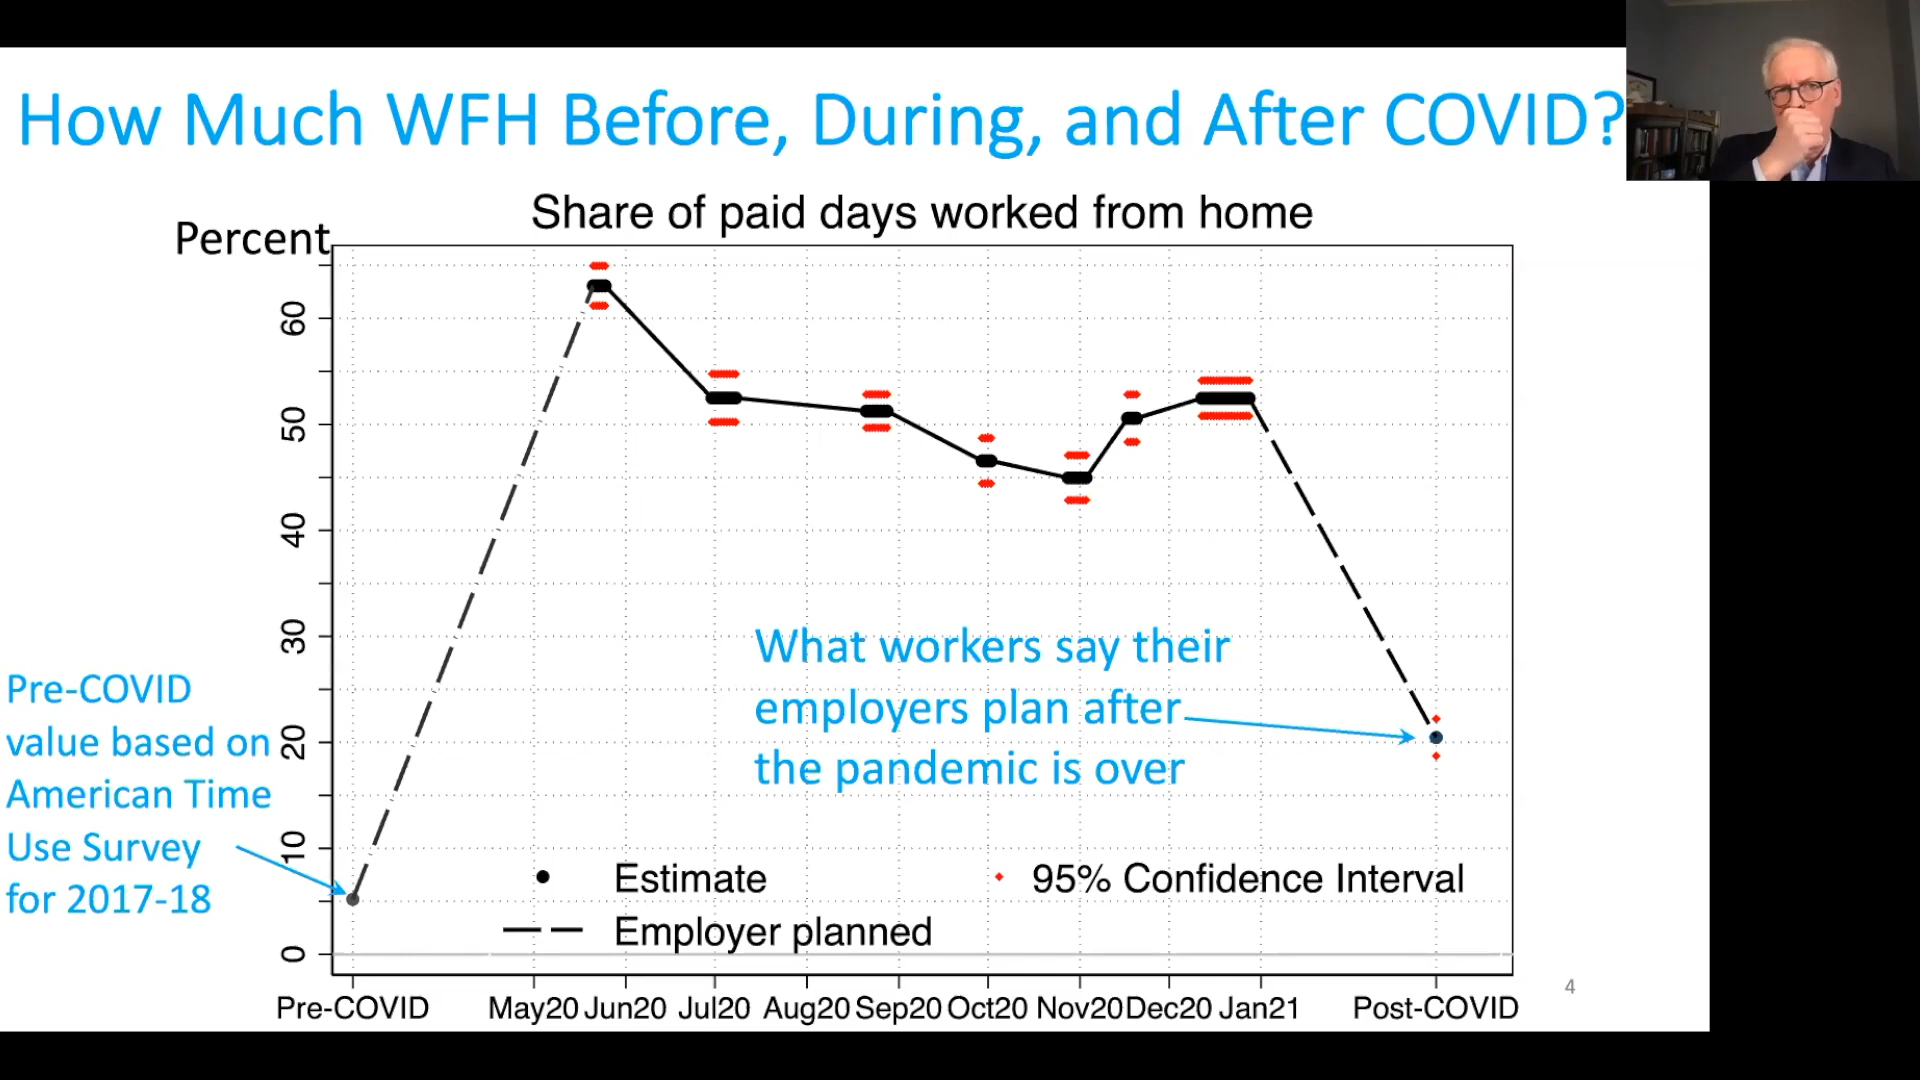 How Much WFH Before, During, and After COVID?
Share of paid days worked from home
Percent
60
50
40
30
20
10
0
What workers say their
employers plan after
the pandemic is over
Pre-COVID
value based on
American Time
Use Survey
for 2017-18
Estimate
95% Confidence Interval
Employer planned
Pre-COVID May20 Jun20 Jul20 Aug20 Sep20 Oct20 Nov20 Dec20 Jan21 Post-COVID
4